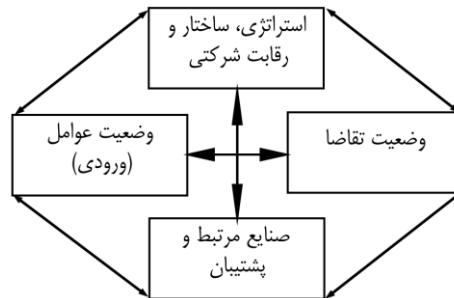 استراتژی، ساختار و
رقابت شرکتی
وضعیت تقاضا
وضعیت عوامل
(ورودی)
صنایع مرتبط و
پشتیبان